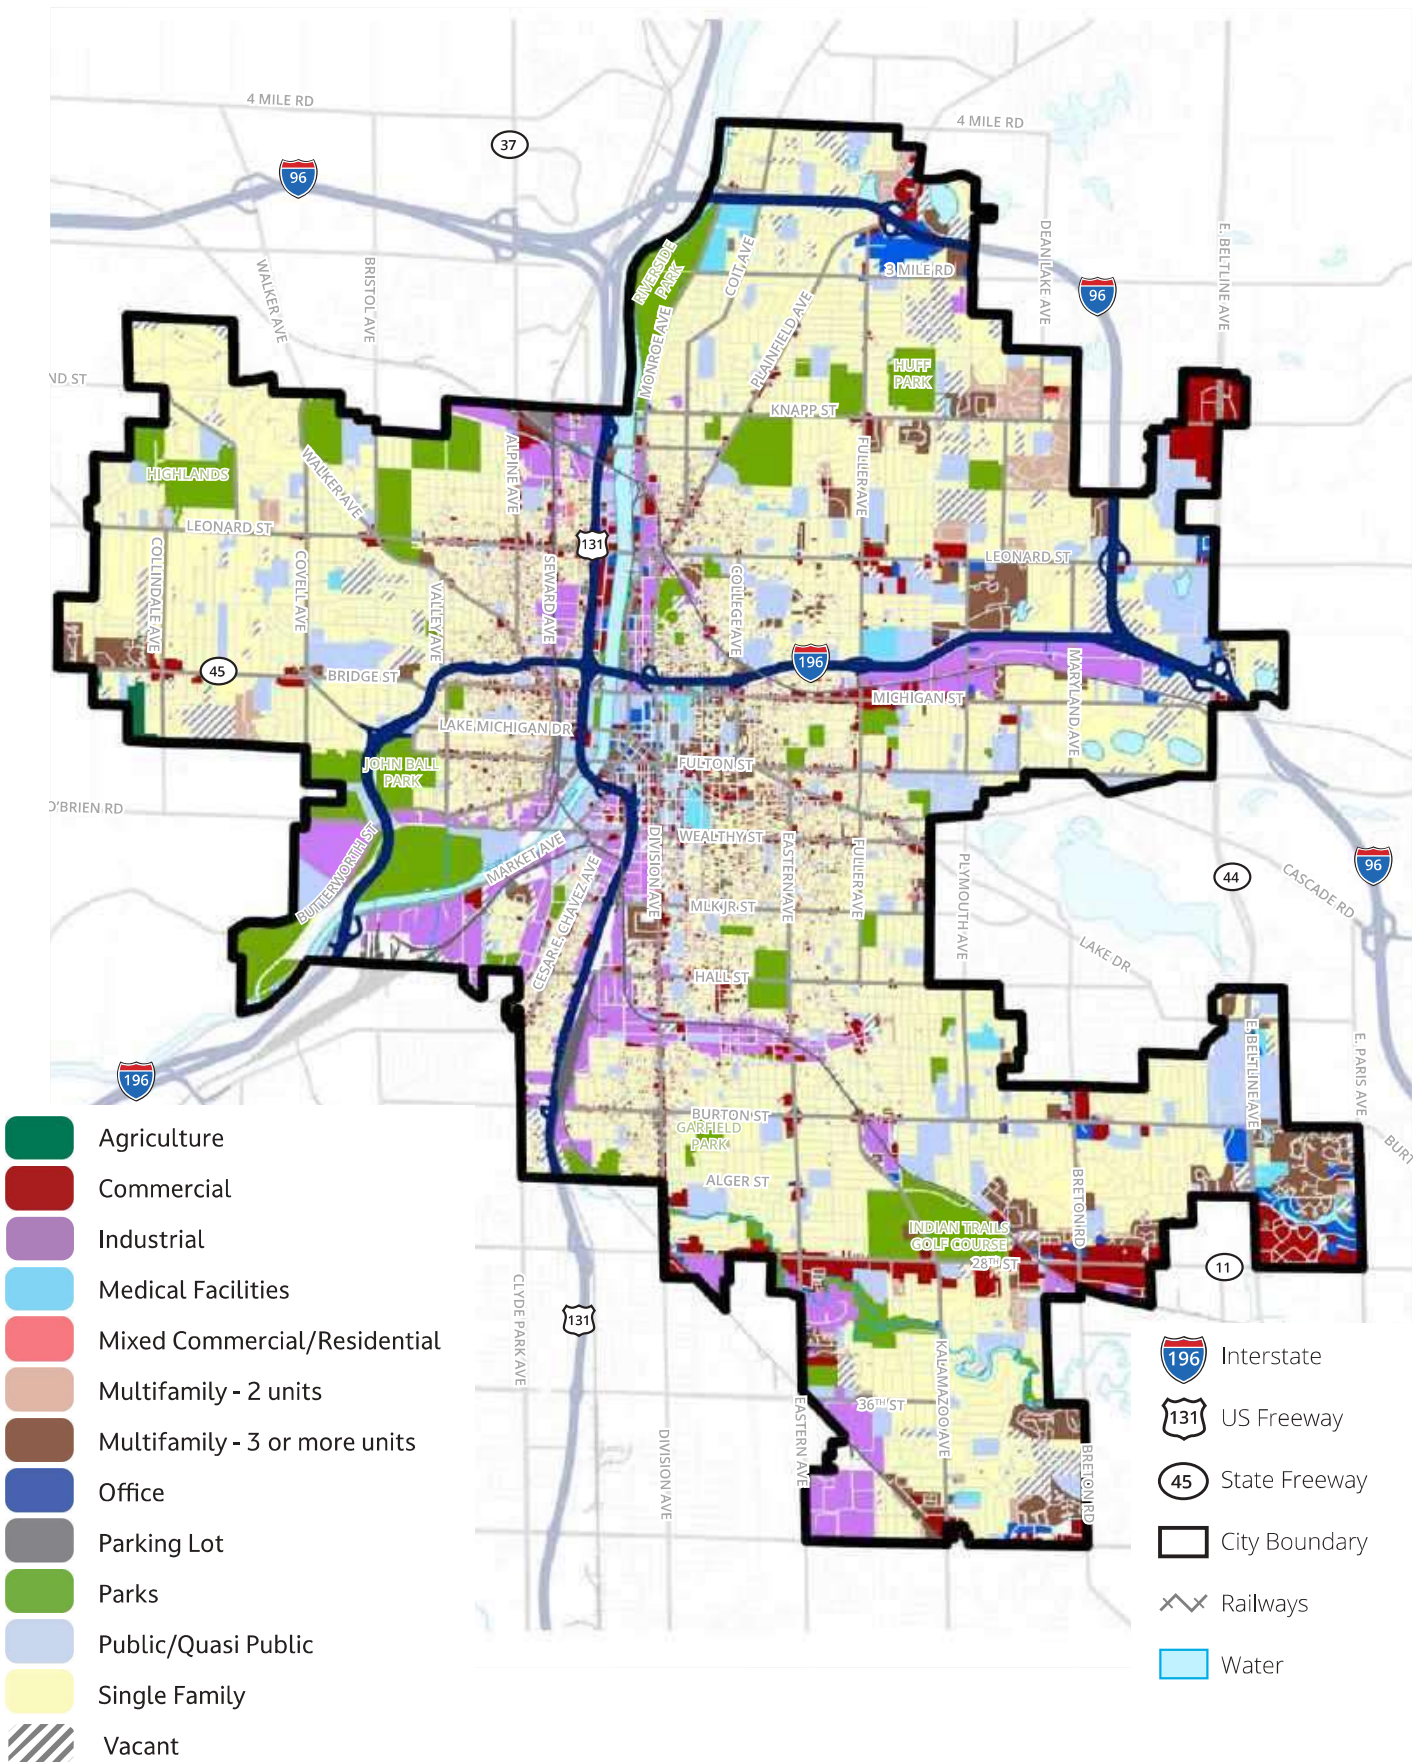 4 MILE RD
4 MILE RD
37
96
WALKER AVE
BRISTOL AVE
RIVERSIDE
PARK
COIT AVE
3 MILE RD
DEAN LAKE AVE
E. BELTLINE AVE
96
MONROE AVE
PLAINFIELD AVE
HUFF
PARK
ND ST
KNAPP ST
HIGHLANDS
WALKER AVE
ALPINE AVE
FULLER AVE
LEONARD ST
131
LEONARD ST
COLLINDALE AVE
COVELL AVE
VALLEY AVE
SEWARD AVE
COLLEGE AVE
45
BRIDGE ST
196
MICHIGAN ST
MARYLAND AVE
LAKE MICHIGAN DR
JOHN BALL
PARK
FULTON ST
O'BRIEN RD
BUTTERWORTH ST
MARKET AVE
DIVISION AVE
WEALTHY ST
EASTERN AVE
FULLER AVE
PLYMOUTH AVE
44
CASCADE RD
96
CESAR E. CHAVEZ AVE
MLK JR ST
LAKE DR
HALL ST
196
E. BELTLINE AVE
E. PARIS AVE
BURTON ST
GARFIELD
PARK
BURT
ALGER ST
BRETON RD
INDIAN TRAILS
GOLF COURSE
28TH ST
11
CLYDE PARK AVE
131
KALAMAZOO AVE
36TH ST
EASTERN AVE
DIVISION AVE
BRETON RD
Agriculture
Commercial
Industrial
Medical Facilities
Mixed Commercial/Residential
Multifamily - 2 units
Multifamily - 3 or more units
Office
Parking Lot
Parks
Public/Quasi Public
Single Family
Vacant
196 Interstate
131 US Freeway
45 State Freeway
City Boundary
Railways
Water